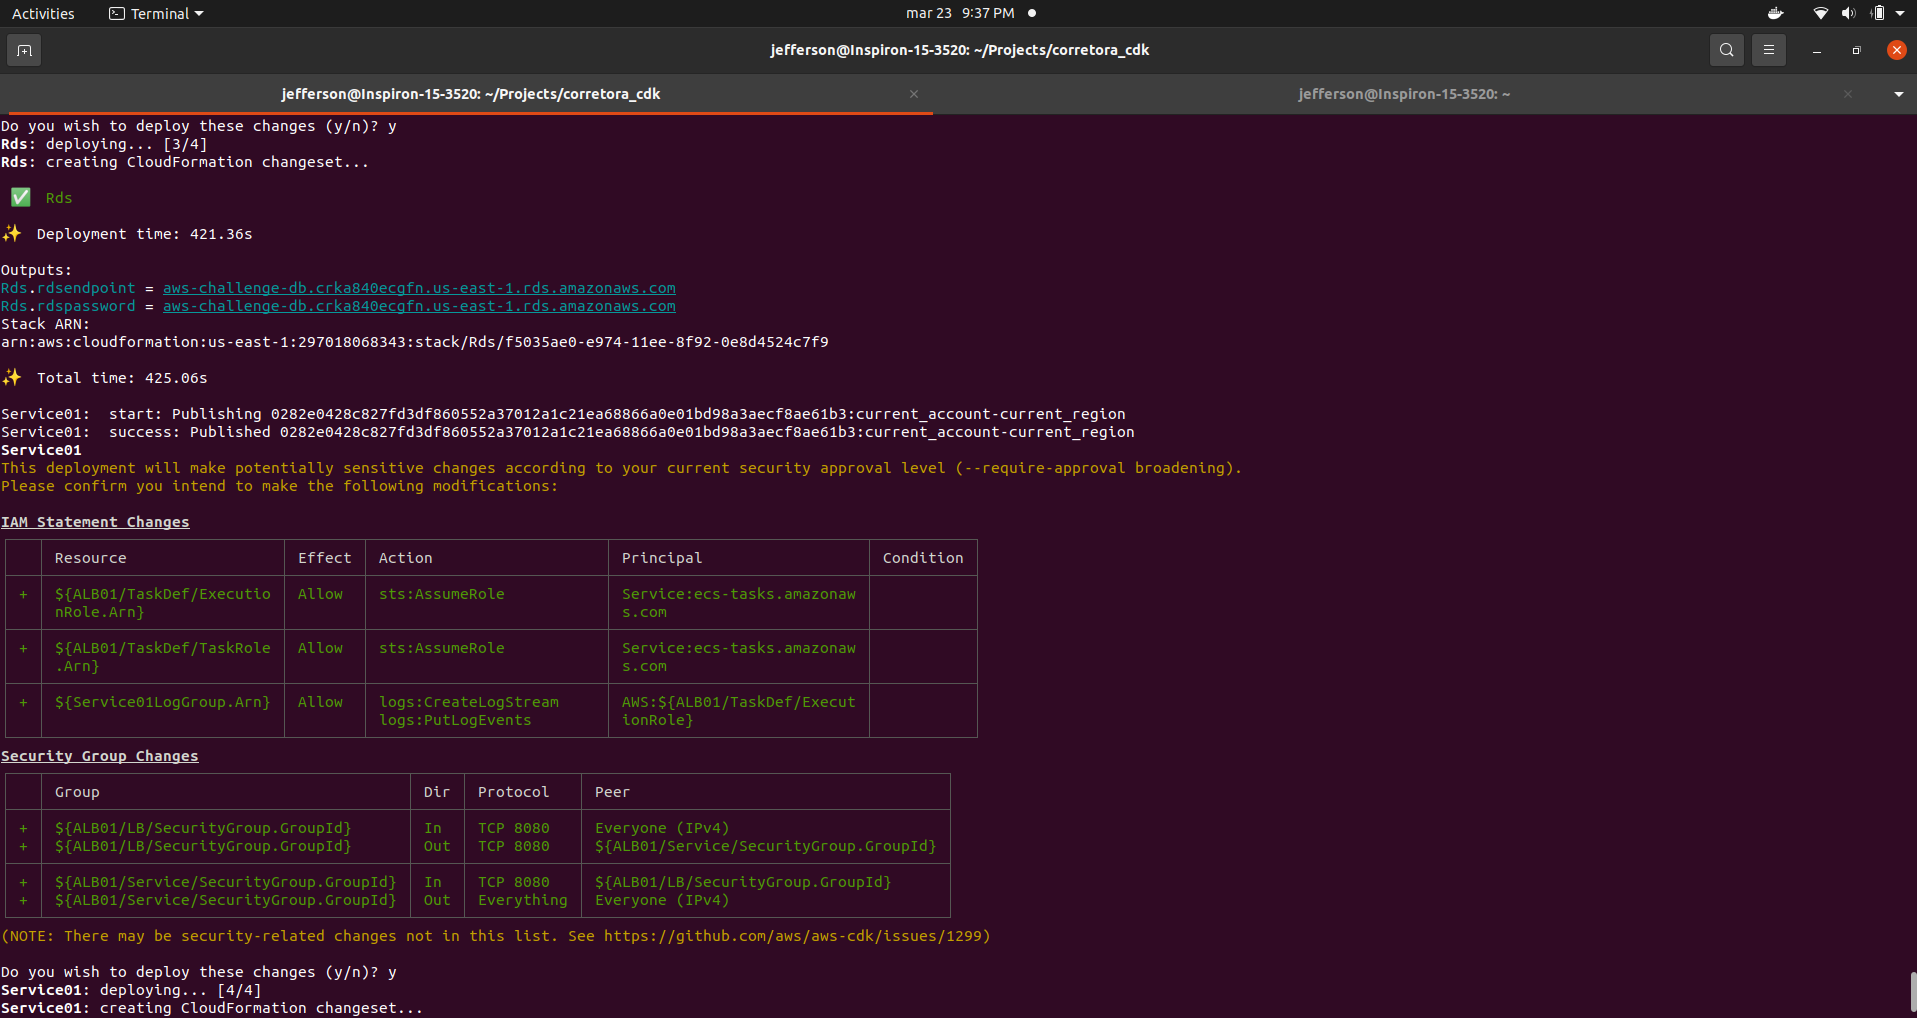 Activities Terminal mar 23 9:37 PM
jefferson@Inspiron-15-3520: ~/Projects/corretora_cdk
jefferson@Inspiron-15-3520: ~/Projects/corretora_cdk jefferson@Inspiron-15-3520: ~
Do you wish to deploy these changes (y/n)? y
Rds: deploying... [3/4]
Rds: creating CloudFormation changeset...
✅ Rds
✨ Deployment time: 421.36s
Outputs:
Rds.rdsendpoint = aws-challenge-db.crka840ecgfn.us-east-1.rds.amazonaws.com
Rds.rdspassword = aws-challenge-db.crka840ecgfn.us-east-1.rds.amazonaws.com
Stack ARN:
arn:aws:cloudformation:us-east-1:297018068343:stack/Rds/f5035ae0-e974-11ee-8f92-0e8d4524c7f9
✨ Total time: 425.06s
Service01: start: Publishing 0282e0428c827fd3df860552a37012a1c21ea68866a0e01bd98a3aecf8ae61b3:current_account-current_region
Service01: success: Published 0282e0428c827fd3df860552a37012a1c21ea68866a0e01bd98a3aecf8ae61b3:current_account-current_region
Service01
This deployment will make potentially sensitive changes according to your current security approval level (--require-approval broadening).
Please confirm you intend to make the following modifications:
IAM Statement Changes
Resource Effect Action Principal Condition
+ ${ALB01/TaskDef/Executio Allow sts:AssumeRole Service:ecs-tasks.amazonaw
nRole.Arn} s.com
+ ${ALB01/TaskDef/TaskRole Allow sts:AssumeRole Service:ecs-tasks.amazonaw
.Arn} s.com
+ ${Service01LogGroup.Arn} Allow logs:CreateLogStream AWS:${ALB01/TaskDef/Execut
logs:PutLogEvents ionRole}
Security Group Changes
Group Dir Protocol Peer
+ ${ALB01/LB/SecurityGroup.GroupId} In TCP 8080 Everyone (IPv4)
+ ${ALB01/LB/SecurityGroup.GroupId} Out TCP 8080 ${ALB01/Service/SecurityGroup.GroupId}
+ ${ALB01/Service/SecurityGroup.GroupId} In TCP 8080 ${ALB01/LB/SecurityGroup.GroupId}
+ ${ALB01/Service/SecurityGroup.GroupId} Out Everything Everyone (IPv4)
(NOTE: There may be security-related changes not in this list. See https://github.com/aws/aws-cdk/issues/1299)
Do you wish to deploy these changes (y/n)? y
Service01: deploying... [4/4]
Service01: creating CloudFormation changeset...